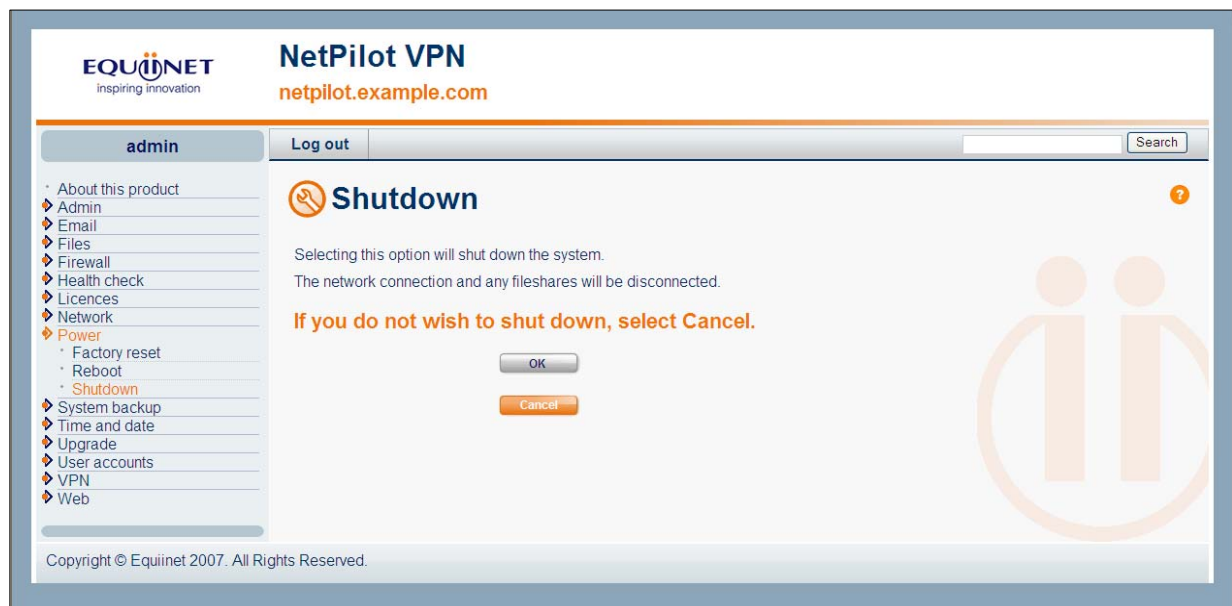 EQUiiNET
inspiring innovation
NetPilot VPN
netpilot.example.com
admin
Log out
Search
About this product
Admin
Email
Files
Firewall
Health check
Licences
Network
Power
Factory reset
Reboot
Shutdown
System backup
Time and date
Upgrade
User accounts
VPN
Web
Shutdown
?
Selecting this option will shut down the system.
The network connection and any fileshares will be disconnected.
If you do not wish to shut down, select Cancel.
OK
Cancel
ii
Copyright © Equiinet 2007. All Rights Reserved.